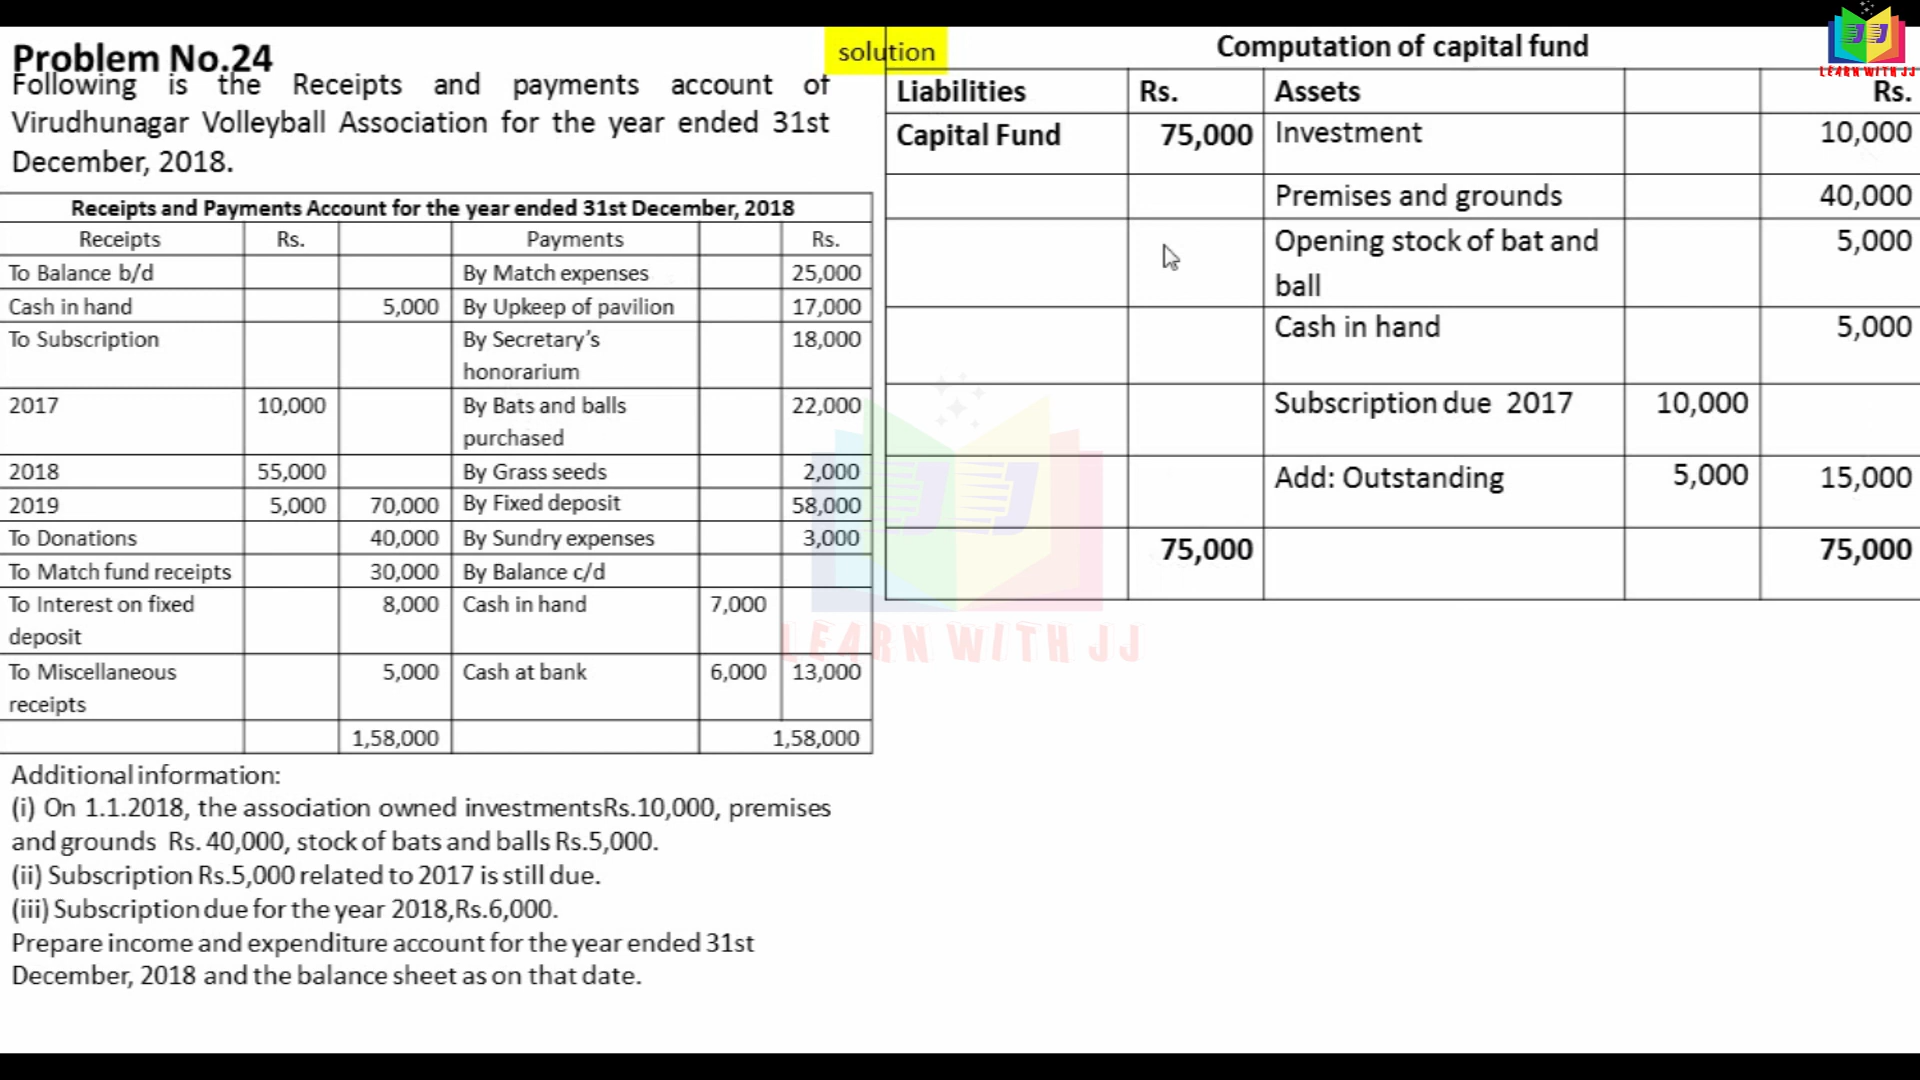 Problem No.24
Following is the Receipts and payments account of
Virudhunagar Volleyball Association for the year ended 31st
December, 2018.
Receipts and Payments Account for the year ended 31st December, 2018
Receipts Rs. Payments Rs.
To Balance b/d By Match expenses 25,000
Cash in hand 5,000 By Upkeep of pavilion 17,000
To Subscription By Secretary's 18,000
honorarium
2017 10,000 By Bats and balls 22,000
purchased
2018 55,000 By Grass seeds 2,000
2019 5,000 70,000 By Fixed deposit 58,000
To Donations 40,000 By Sundry expenses 3,000
To Match fund receipts 30,000 By Balance c/d
To Interest on fixed 8,000 Cash in hand 7,000
deposit
To Miscellaneous 5,000 Cash at bank 6,000 13,000
receipts
1,58,000 1,58,000
Additional information:
(i) On 1.1.2018, the association owned investmentsRs.10,000, premises
and grounds Rs. 40,000, stock of bats and balls Rs.5,000.
(ii) Subscription Rs.5,000 related to 2017 is still due.
(iii) Subscription due for the year 2018,Rs.6,000.
Prepare income and expenditure account for the year ended 31st
December, 2018 and the balance sheet as on that date.
solution
Computation of capital fund
Liabilities Rs. Assets Rs.
Capital Fund 75,000 Investment 10,000
Premises and grounds 40,000
Opening stock of bat and 5,000
ball
Cash in hand 5,000
Subscription due 2017 10,000
Add: Outstanding 5,000 15,000
75,000 75,000
JJ
LEARN WITH JJ
JJ
LEARN WITH JJ